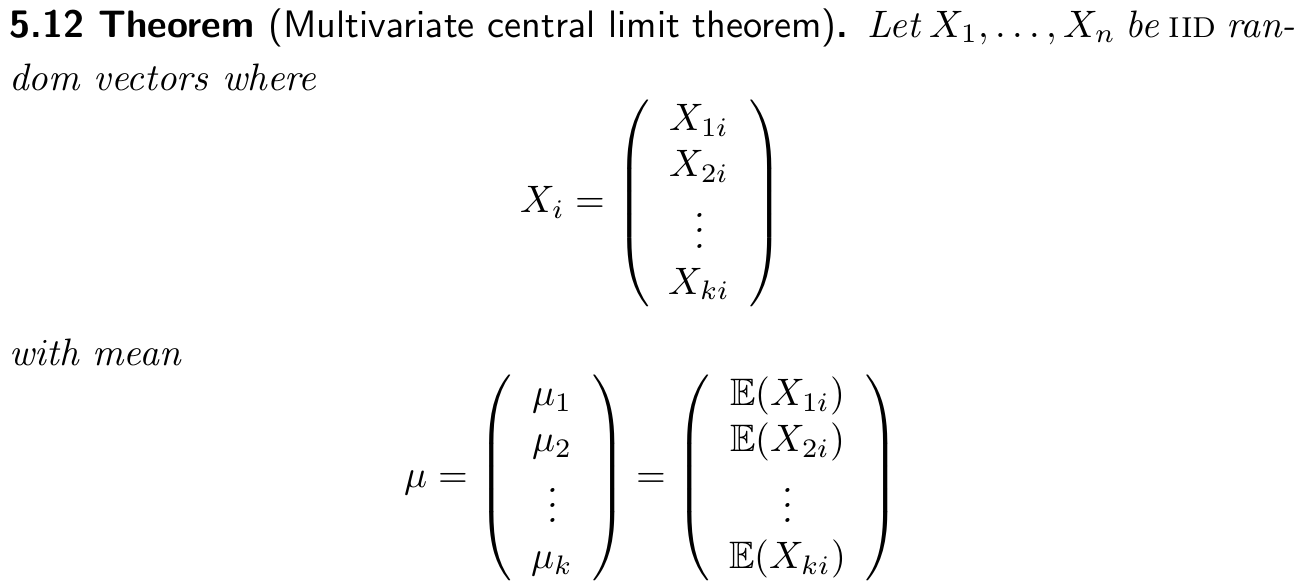 5.12 Theorem (Multivariate central limit theorem). Let X_1, . . . , X_n be IID ran-
dom vectors where
X_i = \begin{pmatrix} X_{1i} \\ X_{2i} \\ \vdots \\ X_{ki} \end{pmatrix}
with mean
\mu = \begin{pmatrix} \mu_1 \\ \mu_2 \\ \vdots \\ \mu_k \end{pmatrix} = \begin{pmatrix} \mathbb{E}(X_{1i}) \\ \mathbb{E}(X_{2i}) \\ \vdots \\ \mathbb{E}(X_{ki}) \end{pmatrix}